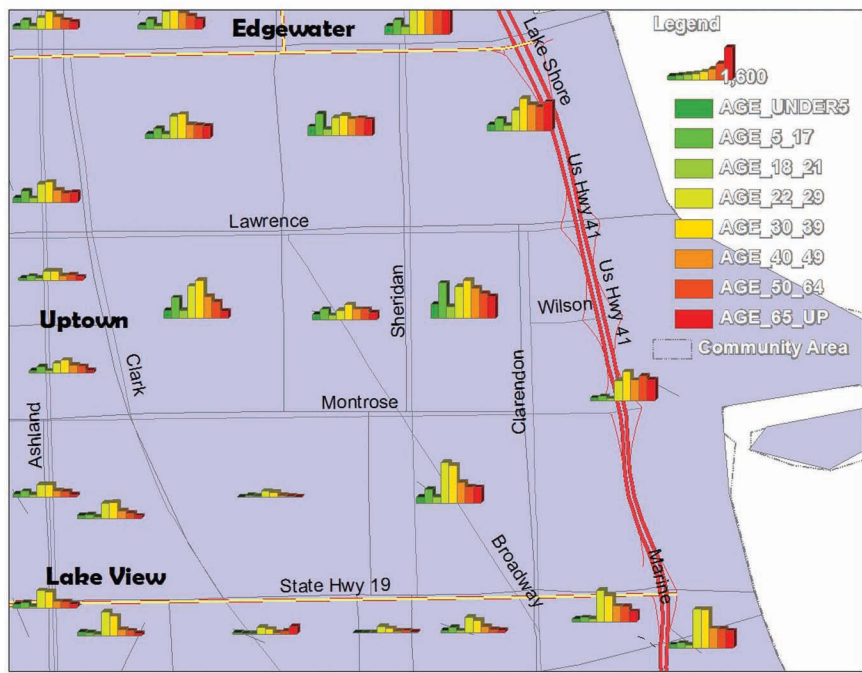 Edgewater
Lake Shore
Legend
1,600
AGE_UNDER5
AGE_5_17
AGE_18_21
AGE_22_29
AGE_30_39
AGE_40_49
AGE_50_64
AGE_65_UP
Community Area
Us Hwy 41
Lawrence
Us Hwy 41
Sheridan
Wilson
Uptown
Clark
Clarendon
Montrose
Ashland
Broadway
Marine
Lake View
State Hwy 19